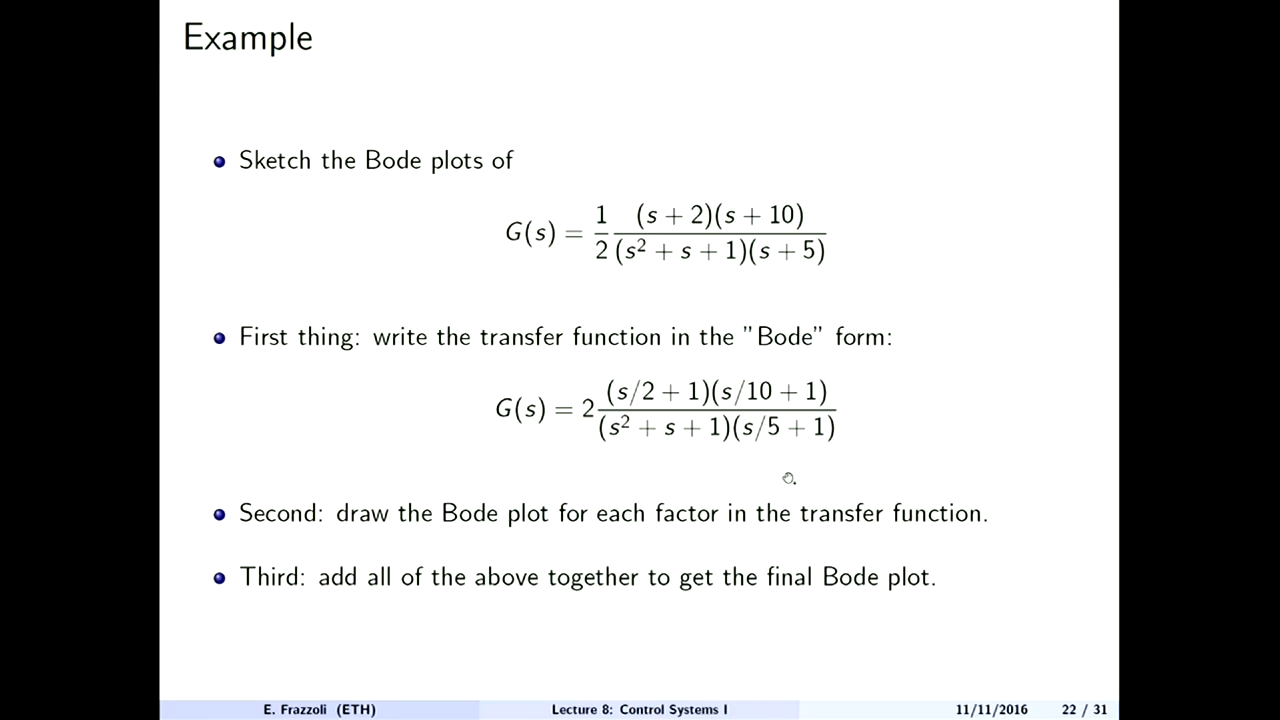 Example
Sketch the Bode plots of
G(s) = \frac{1}{2} \frac{(s + 2)(s + 10)}{(s^2 + s + 1)(s + 5)}
First thing: write the transfer function in the "Bode" form:
G(s) = 2 \frac{(s/2 + 1)(s/10 + 1)}{(s^2 + s + 1)(s/5 + 1)}
Second: draw the Bode plot for each factor in the transfer function.
Third: add all of the above together to get the final Bode plot.
E. Frazzoli (ETH) Lecture 8: Control Systems I 11/11/2016 22 / 31